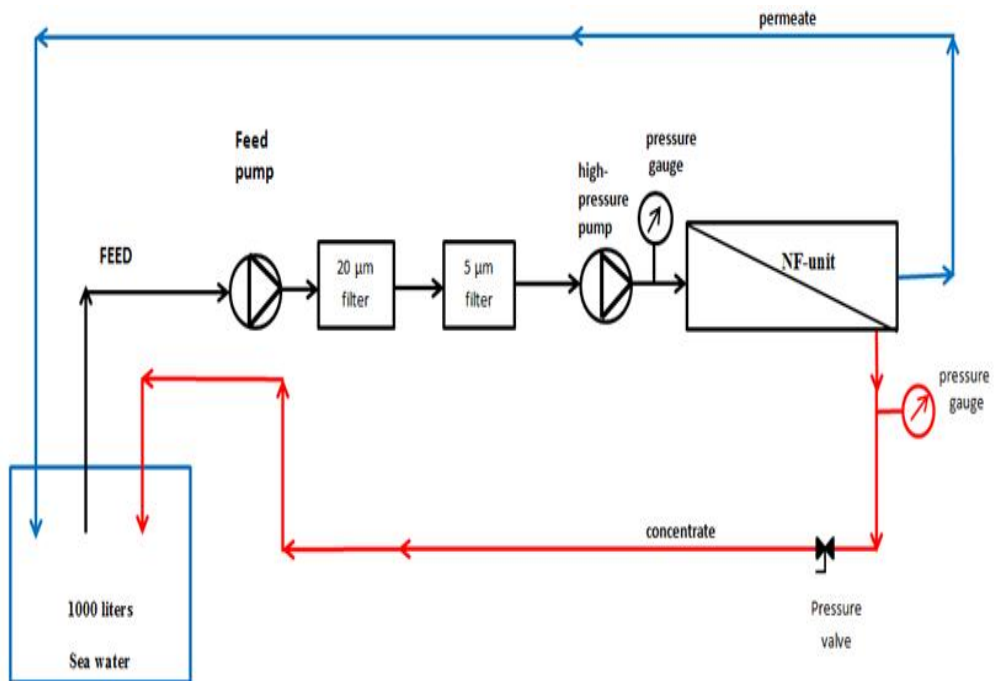 permeate
Feed
pump
pressure
gauge
high-
pressure
pump
FEED
20 µm
filter
5 µm
filter
NF-unit
pressure
gauge
concentrate
1000 liters
Sea water
Pressure
valve